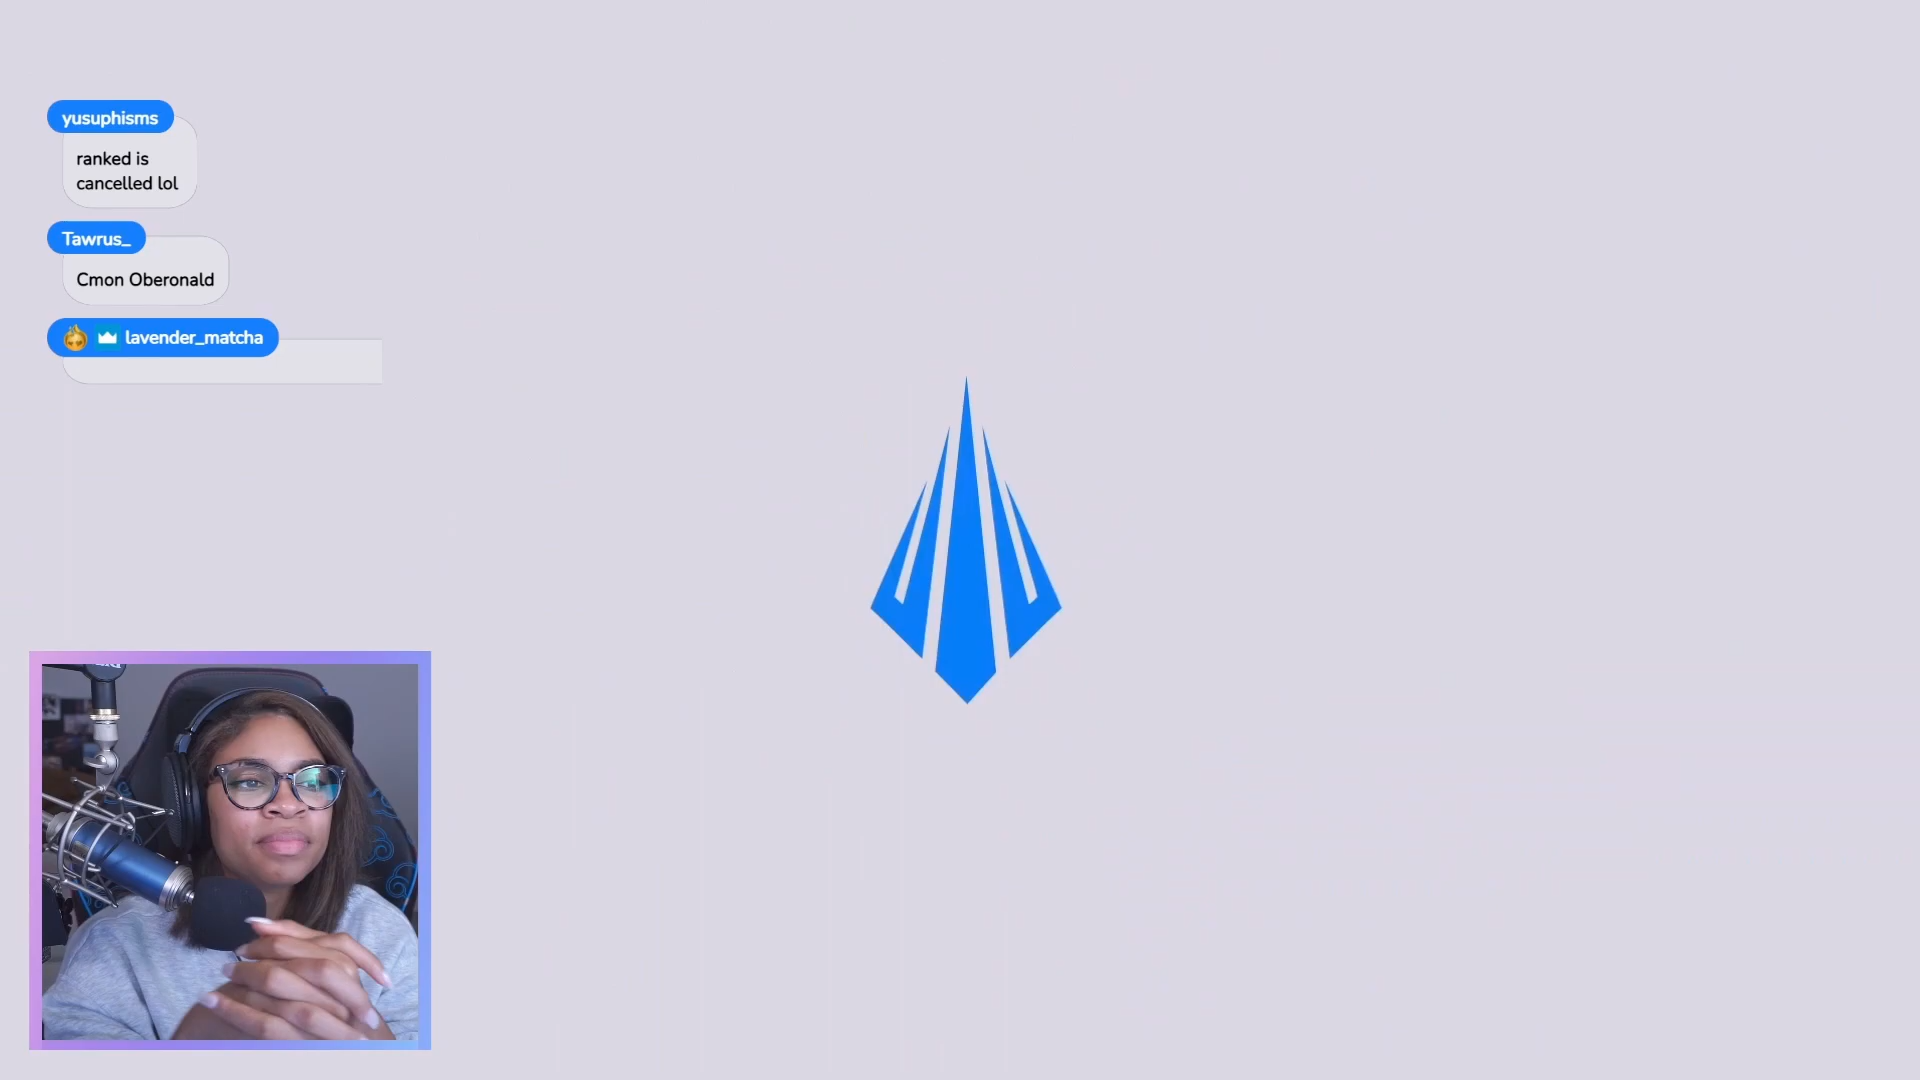 yusuphisms
ranked is
cancelled lol
Tawrus_
Cmon Oberonald
lavender_matcha